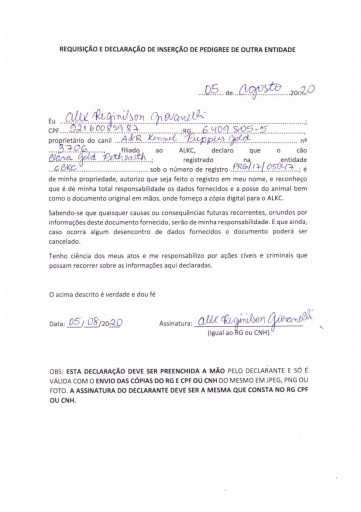 REQUISIÇÃO E DECLARAÇÃO DE INSERÇÃO DE PEDIGREE DE OUTRA ENTIDADE
05 de Agosto 2020
Eu Alex Reginilson Giovanelli
CPF 92160085987 RG 6409805-5
proprietário do canil A&R Kennel Puppies Gold nº
3706 filiado ao ALKC, declaro que o cão
Gold registrado na entidade
CBKC sob o número de registro PRG/17/05047; é
de minha propriedade, autorizo que seja feito o registro em meu nome, e reconheço
que é de minha total responsabilidade os dados fornecidos e a posse do animal bem
como o documento original em mãos, onde forneço a cópia digital para o ALKC.
Sabendo-se que quaisquer causas ou consequências futuras recorrentes, oriundos por
informações deste documento fornecido, serão de minha responsabilidade. E que ainda,
caso ocorra algum desencontro de dados fornecidos o documento poderá ser
cancelado.
Tenho ciência dos meus atos e me responsabilizo por ações cíveis e criminais que
possam recorrer sobre as informações aqui declaradas.
O acima descrito é verdade e dou fé
Data: 05/08/2020 Assinatura: Alex Reginilson Giovanelli
(Igual ao RG ou CNH)
OBS: ESTA DECLARAÇÃO DEVE SER PREENCHIDA A MÃO PELO DECLARANTE E SÓ É
VÁLIDA COM O ENVIO DAS CÓPIAS DO RG E CPF OU CNH DO MESMO EM JPEG, PNG OU
FOTO. A ASSINATURA DO DECLARANTE DEVE SER A MESMA QUE CONSTA NO RG CPF
OU CNH.